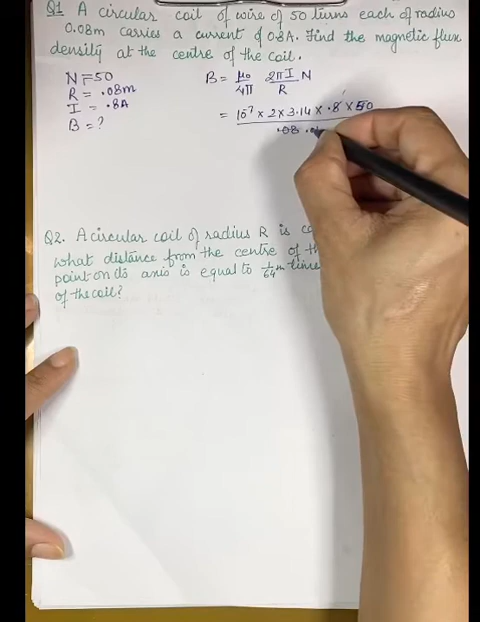 Q1 A circular coil of wire of 50 turns each of radius
0.08m carries a current of 0.8A. Find the magnetic flux
density at the centre of the coil.
N = 50
R = .08m
I = .8A
B = ?
B = μ₀/4π 2πI/R N
= 10⁷ × 2 × 3.14 × .8 × 50
.08
Q2. A circular coil of radius R is
what distance from the centre of
point on its axis is equal to 1/64 m times
of the coil?